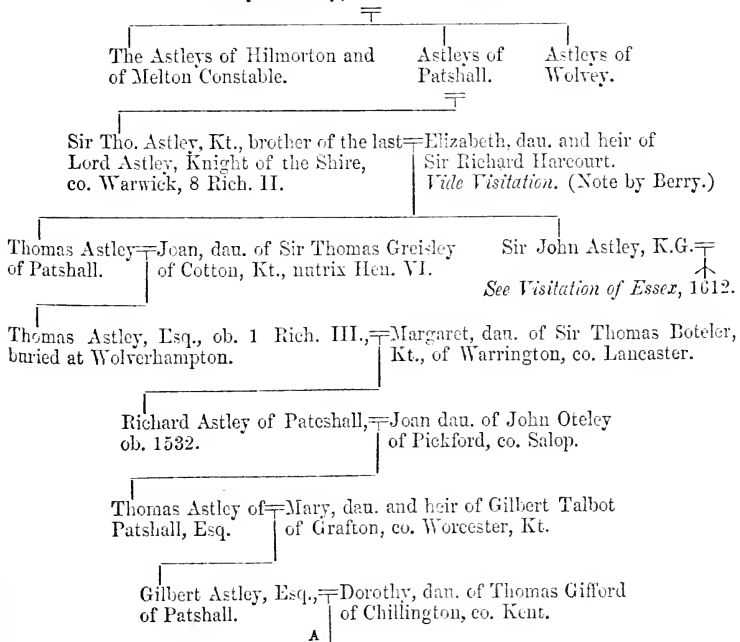 The Astleys of Hilmorton and
of Melton Constable.
Astleys of
Patshall.
Astleys of
Wolvey.
Sir Tho. Astley, Kt., brother of the last
Lord Astley, Knight of the Shire,
co. Warwick, 8 Rich. II.
Elizabeth, dau. and heir of
Sir Richard Harcourt.
Vide Visitation. (Note by Berry.)
Thomas Astley
of Patshall.
Joan, dau. of Sir Thomas Greisley
of Cotton, Kt., nutrix Hen. VI.
Sir John Astley, K.G.
See Visitation of Essex, 1612.
Thomas Astley, Esq., ob. 1 Rich. III.,
buried at Wolverhampton.
Margaret, dau. of Sir Thomas Boteler,
Kt., of Warrington, co. Lancaster.
Richard Astley of Pateshall,
ob. 1532.
Joan dau. of John Oteley
of Pickford, co. Salop.
Thomas Astley of
Patshall, Esq.
Mary, dau. and heir of Gilbert Talbot
of Grafton, co. Worcester, Kt.
Gilbert Astley, Esq.,
of Patshall.
Dorothy, dau. of Thomas Gifford
of Chillington, co. Kent.
A